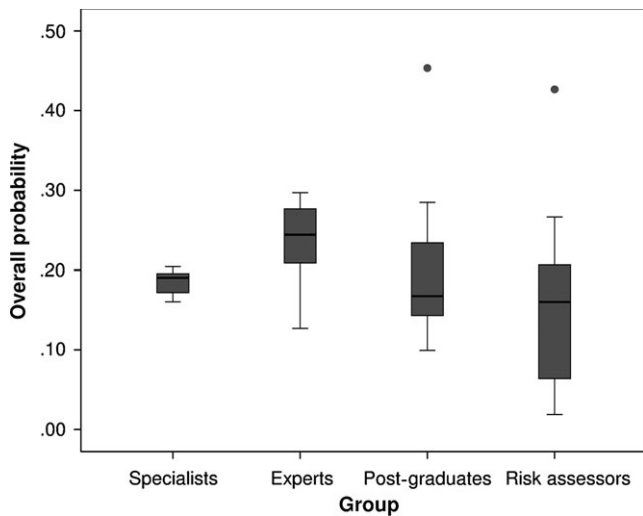 Overall probability
.50
.40
.30
.20
.10
.00
Specialists Experts Post-graduates Risk assessors
Group